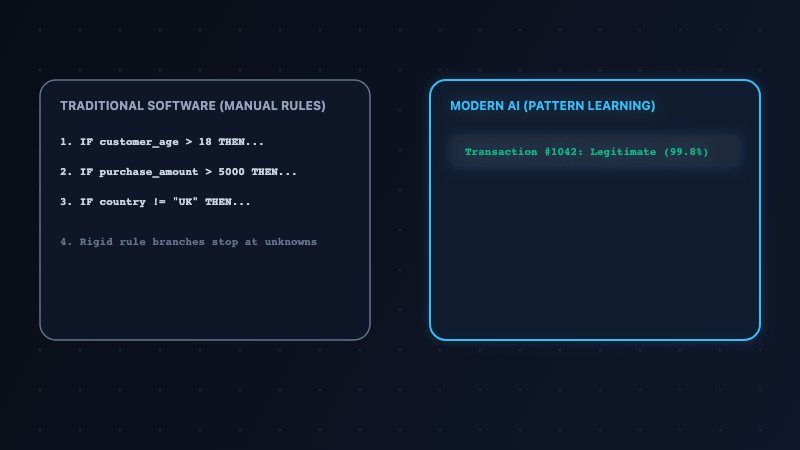 TRADITIONAL SOFTWARE (MANUAL RULES)
1. IF customer_age > 18 THEN...
2. IF purchase_amount > 5000 THEN...
3. IF country != "UK" THEN...
4. Rigid rule branches stop at unknowns
MODERN AI (PATTERN LEARNING)
Transaction #1042: Legitimate (99.8%)